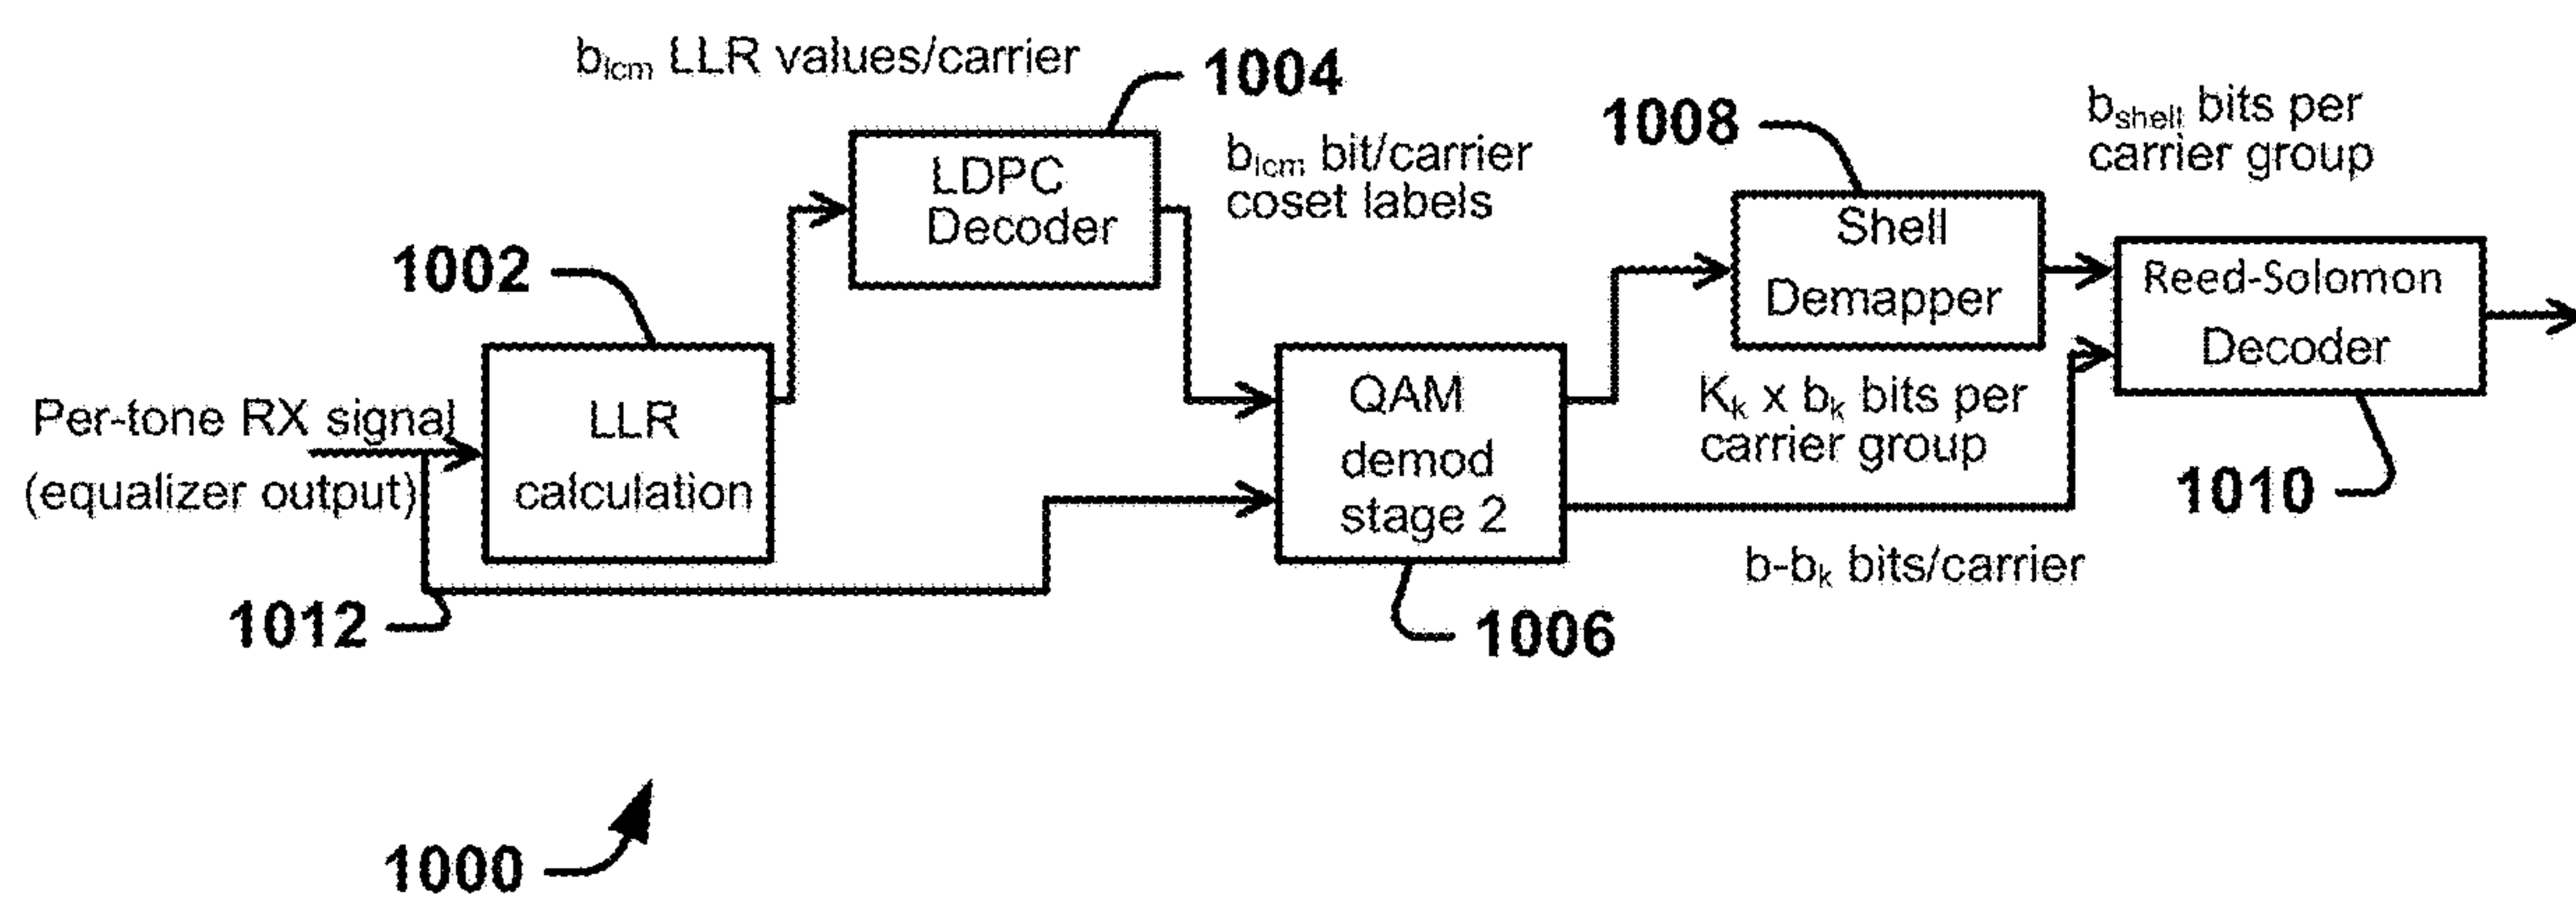 b_lcm LLR values/carrier
1004
b_lcm bit/carrier
coset labels
LDPC
Decoder
1008
b_shell bits per
carrier group
Shell
Demapper
Reed-Solomon
Decoder
1002
LLR
calculation
Per-tone RX signal
(equalizer output)
QAM
demod
stage 2
K_k x b_k bits per
carrier group
1010
b-b_k bits/carrier
1012
1006
1000